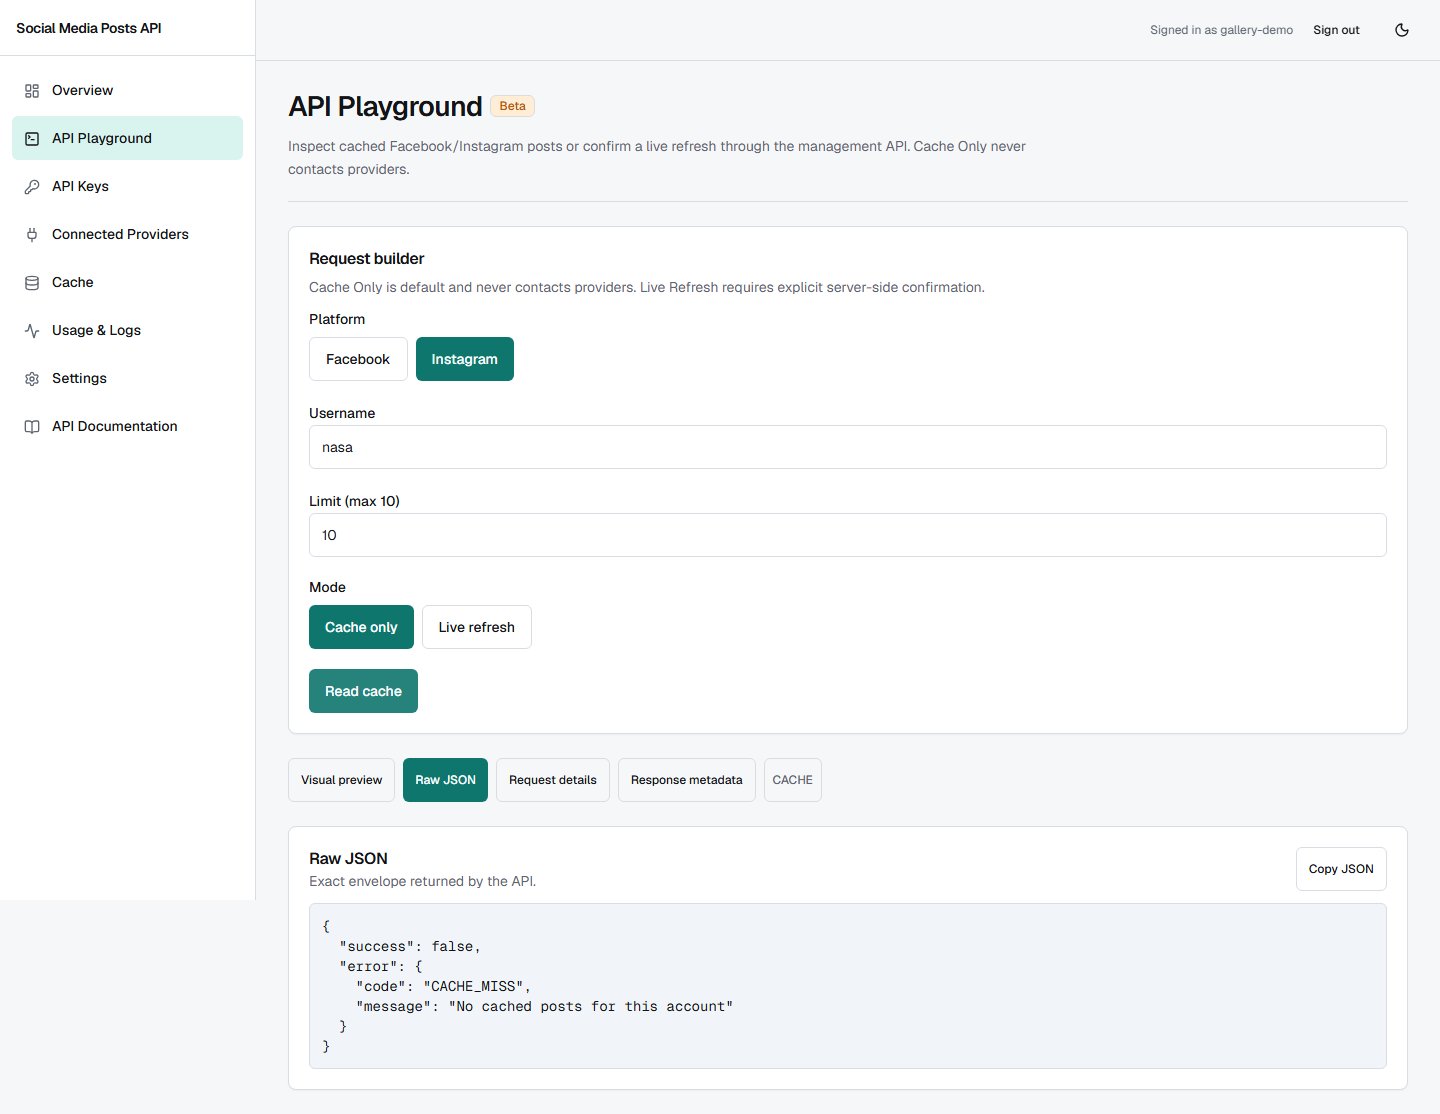 Social Media Posts API
Signed in as gallery-demo
Sign out
Overview
API Playground
API Keys
Connected Providers
Cache
Usage & Logs
Settings
API Documentation
API Playground
Beta
Inspect cached Facebook/Instagram posts or confirm a live refresh through the management API. Cache Only never
contacts providers.
Request builder
Cache Only is default and never contacts providers. Live Refresh requires explicit server-side confirmation.
Platform
Facebook
Instagram
Username
nasa
Limit (max 10)
10
Mode
Cache only
Live refresh
Read cache
Visual preview
Raw JSON
Request details
Response metadata
CACHE
Raw JSON
Exact envelope returned by the API.
Copy JSON
{
  "success": false,
  "error": {
    "code": "CACHE_MISS",
    "message": "No cached posts for this account"
  }
}